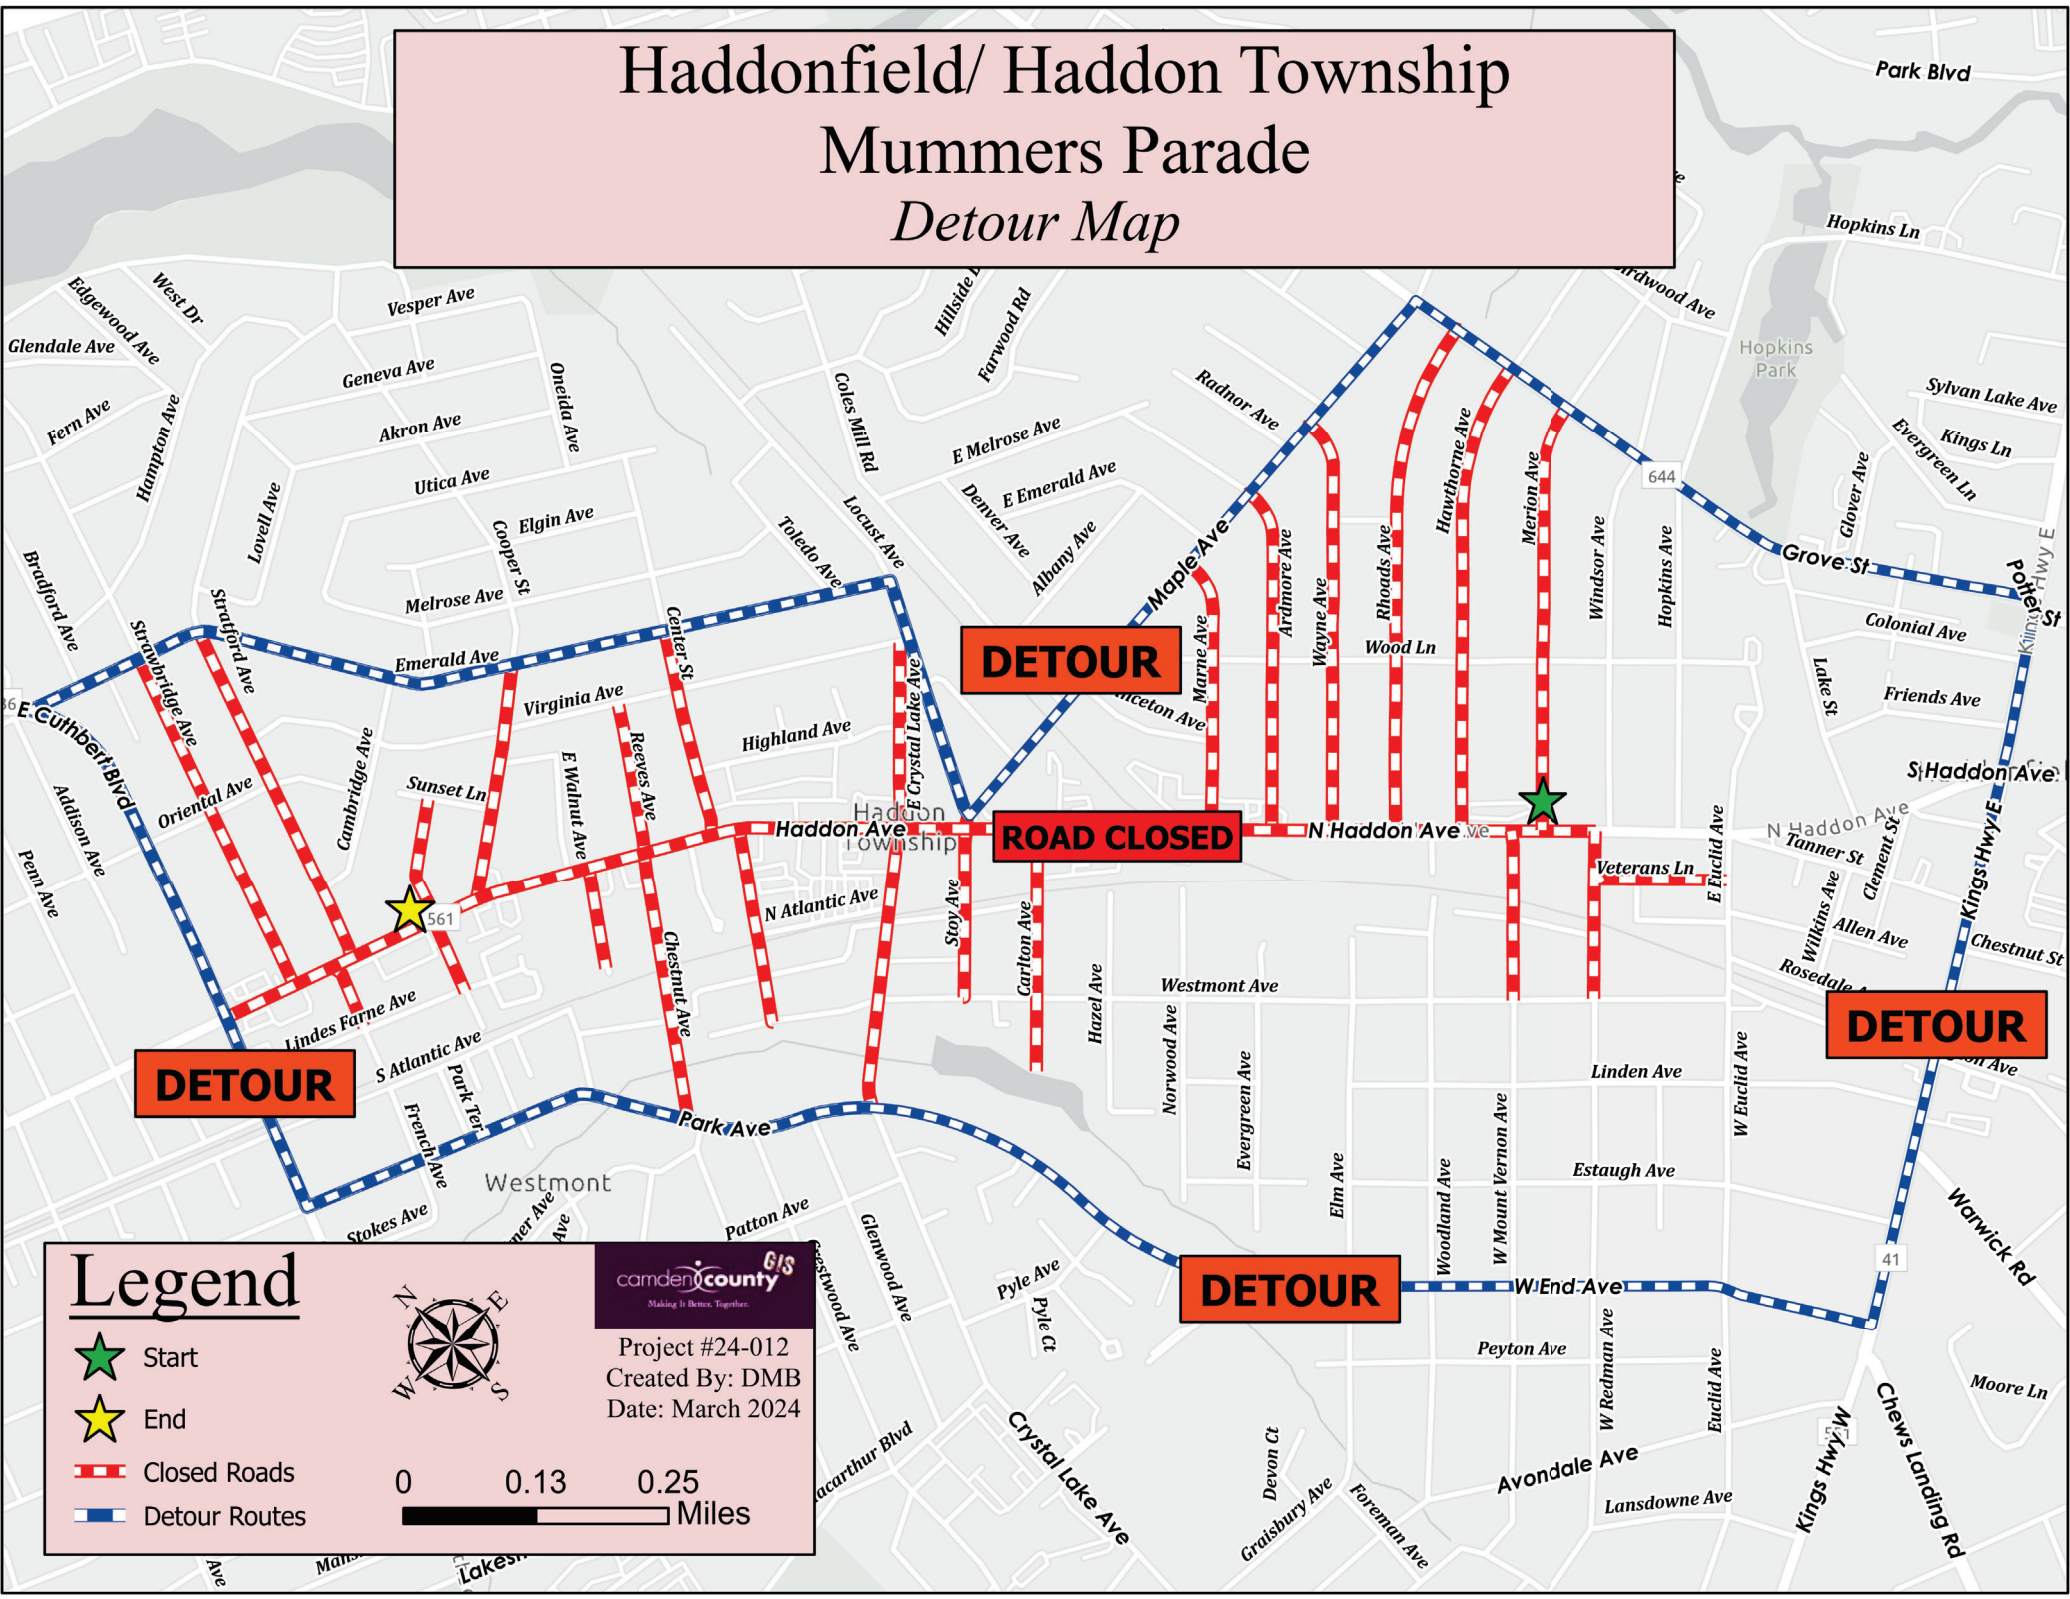 Haddonfield/ Haddon Township
Mummers Parade
Detour Map
Park Blvd
Hopkins Ln
Hopkins
Park
Sylvan Lake Ave
Kings Ln
Evergreen Ln
Glover Ave
West Dr
Edgewood Ave
Glendale Ave
Fern Ave
Hampton Ave
Vesper Ave
Geneva Ave
Akron Ave
Utica Ave
Elgin Ave
Oneida Ave
Lovell Ave
Cooper St
Melrose Ave
Bradford Ave
Strawbridge Ave
Stratford Ave
Emerald Ave
Virginia Ave
Center St
Toledo Ave
Locust Ave
Coles Mill Rd
Farwood Rd
Hillside
E Melrose Ave
E Emerald Ave
Denver Ave
Albany Ave
Radnor Ave
Maple Ave
DETOUR
Marne Ave
Ardmore Ave
Wayne Ave
Rhoads Ave
Hawthorne Ave
Merion Ave
Windsor Ave
Hopkins Ave
Wood Ln
644
Grove St
Potter St
Colonial Ave
Lake St
Friends Ave
S Haddon Ave
Kings Hwy E
E Cuthbert Blvd
Addison Ave
Penn Ave
Oriental Ave
Cambridge Ave
Sunset Ln
E Walnut Ave
Reeves Ave
Highland Ave
E Crystal Lake Ave
Haddon
Township
Haddon Ave
ROAD CLOSED
N Haddon Ave
N Haddon Ave
E Euclid Ave
Veterans Ln
Tanner St
Clement St
Wilkins Ave
Allen Ave
Chestnut St
561
N Atlantic Ave
Stoy Ave
Carlton Ave
Hazel Ave
Westmont Ave
Norwood Ave
Evergreen Ave
Rosedale
DETOUR
Lindes Farne Ave
S Atlantic Ave
Chestnut Ave
DETOUR
Park Ter
French Ave
Park Ave
Westmont
Linden Ave
W Euclid Ave
Estaugh Ave
Elm Ave
Woodland Ave
W Mount Vernon Ave
Stokes Ave
Patton Ave
Glenwood Ave
Pyle Ave
Pyle Ct
DETOUR
W End Ave
41
Warwick Rd
Peyton Ave
W Redman Ave
Euclid Ave
Moore Ln
Crystal Lake Ave
Devon Ct
Graisbury Ave
Foreman Ave
Avondale Ave
Lansdowne Ave
Kings Hwy W
Chews Landing Rd
Legend
Start
End
Closed Roads
Detour Routes
N
E
W
S
camden county GIS
Making It Better, Together.
Project #24-012
Created By: DMB
Date: March 2024
0 0.13 0.25
Miles